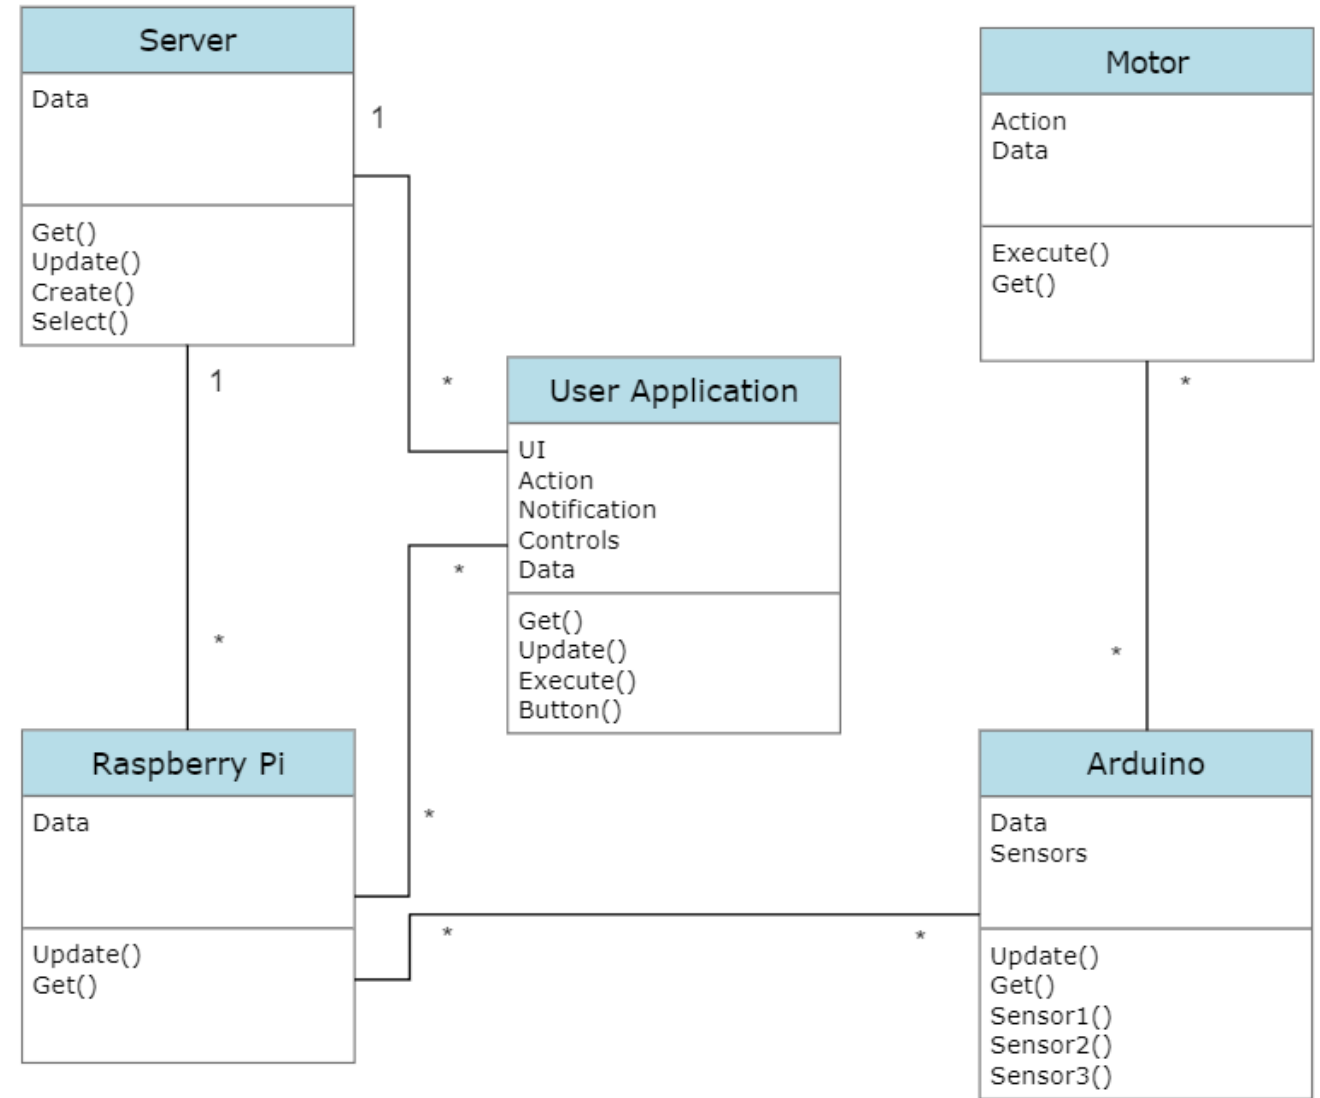 Server
Data
Get()
Update()
Create()
Select()
1
1
*
*
Motor
Action
Data
Execute()
Get()
*
*
User Application
UI
Action
Notification
Controls
Data
Get()
Update()
Execute()
Button()
*
*
Raspberry Pi
Data
Update()
Get()
*
*
Arduino
Data
Sensors
Update()
Get()
Sensor1()
Sensor2()
Sensor3()